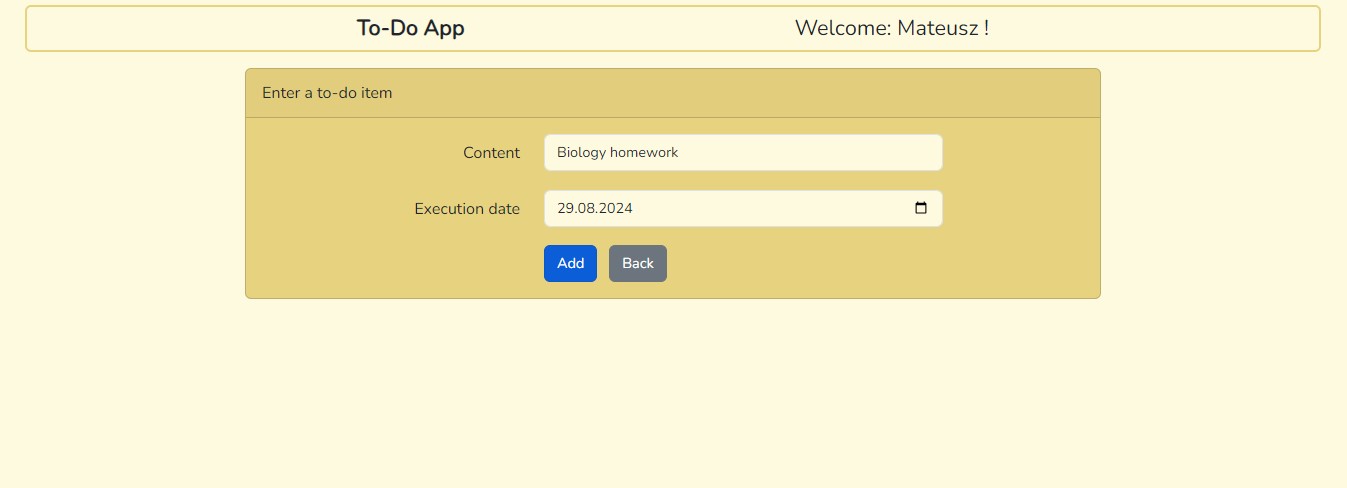 To-Do App Welcome: Mateusz !
Enter a to-do item
Content Biology homework
Execution date 29.08.2024
Add Back